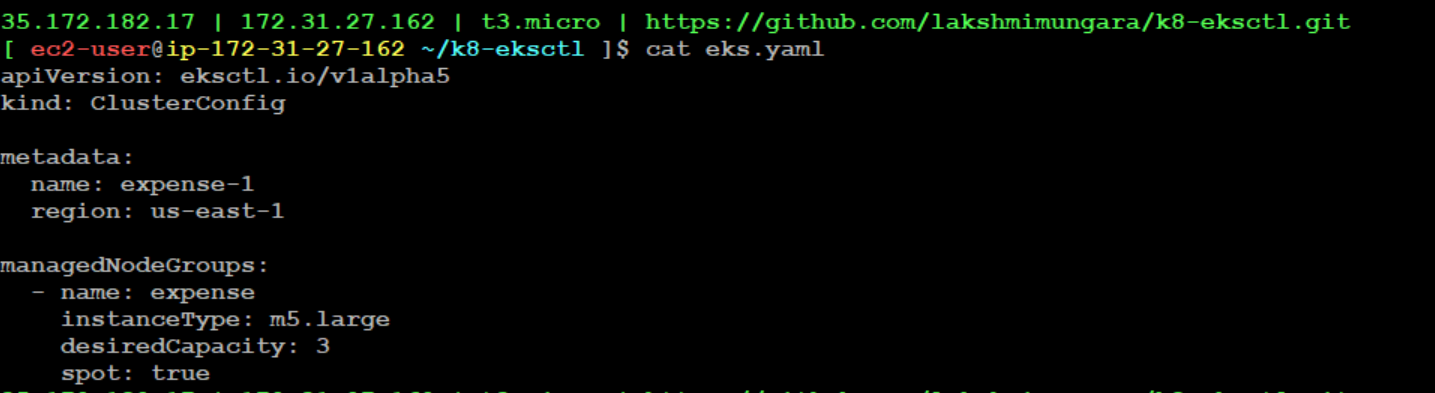 35.172.182.17 | 172.31.27.162 | t3.micro | https://github.com/lakshmimungara/k8-eksctl.git
[ ec2-user@ip-172-31-27-162 ~/k8-eksctl ]$ cat eks.yaml
apiVersion: eksctl.io/v1alpha5
kind: ClusterConfig
metadata:
  name: expense-1
  region: us-east-1
managedNodeGroups:
  - name: expense
    instanceType: m5.large
    desiredCapacity: 3
    spot: true